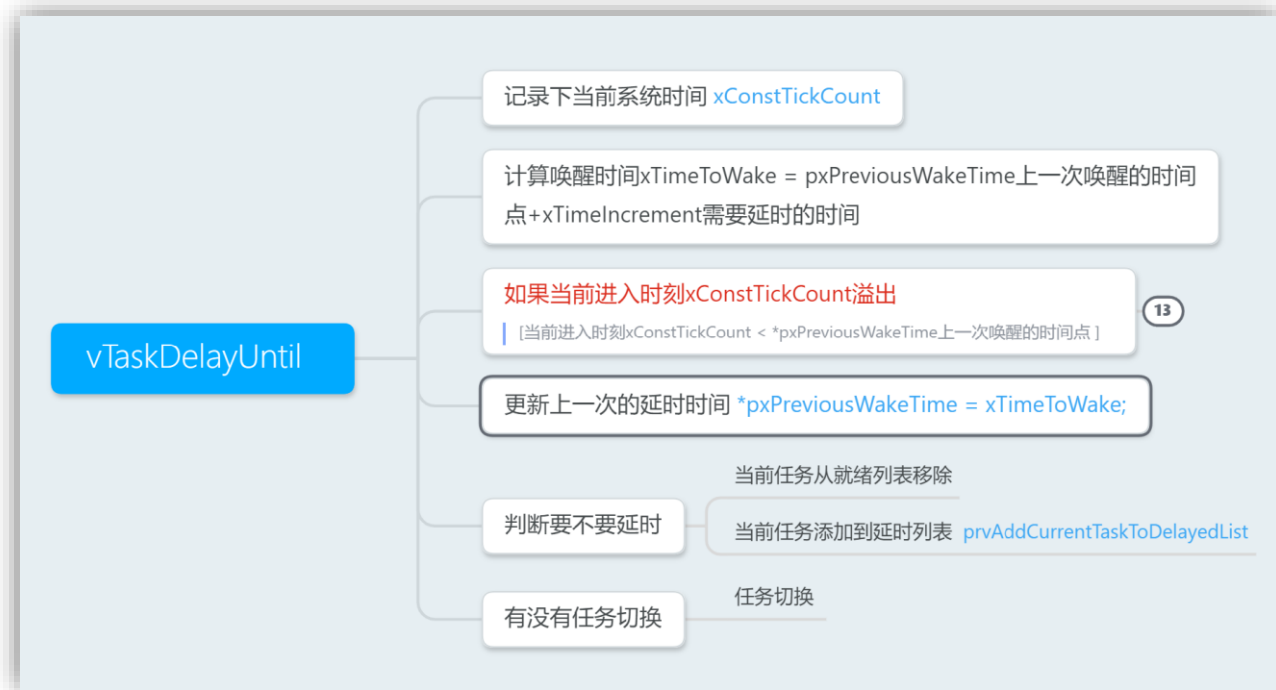 记录下当前系统时间 xConstTickCount
计算唤醒时间xTimeToWake = pxPreviousWakeTime上一次唤醒的时间
点+xTimeIncrement需要延时的时间
如果当前进入时刻xConstTickCount溢出
[当前进入时刻xConstTickCount < *pxPreviousWakeTime上一次唤醒的时间点 ]
13
vTaskDelayUntil
更新上一次的延时时间 *pxPreviousWakeTime = xTimeToWake;
判断要不要延时
当前任务从就绪列表移除
当前任务添加到延时列表 prvAddCurrentTaskToDelayedList
有没有任务切换
任务切换